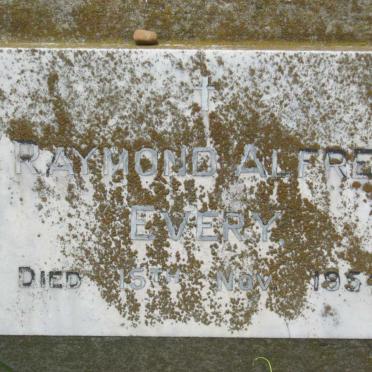 RAYMOND ALFRE
EVERY,
DIED 15TH NOV. 195